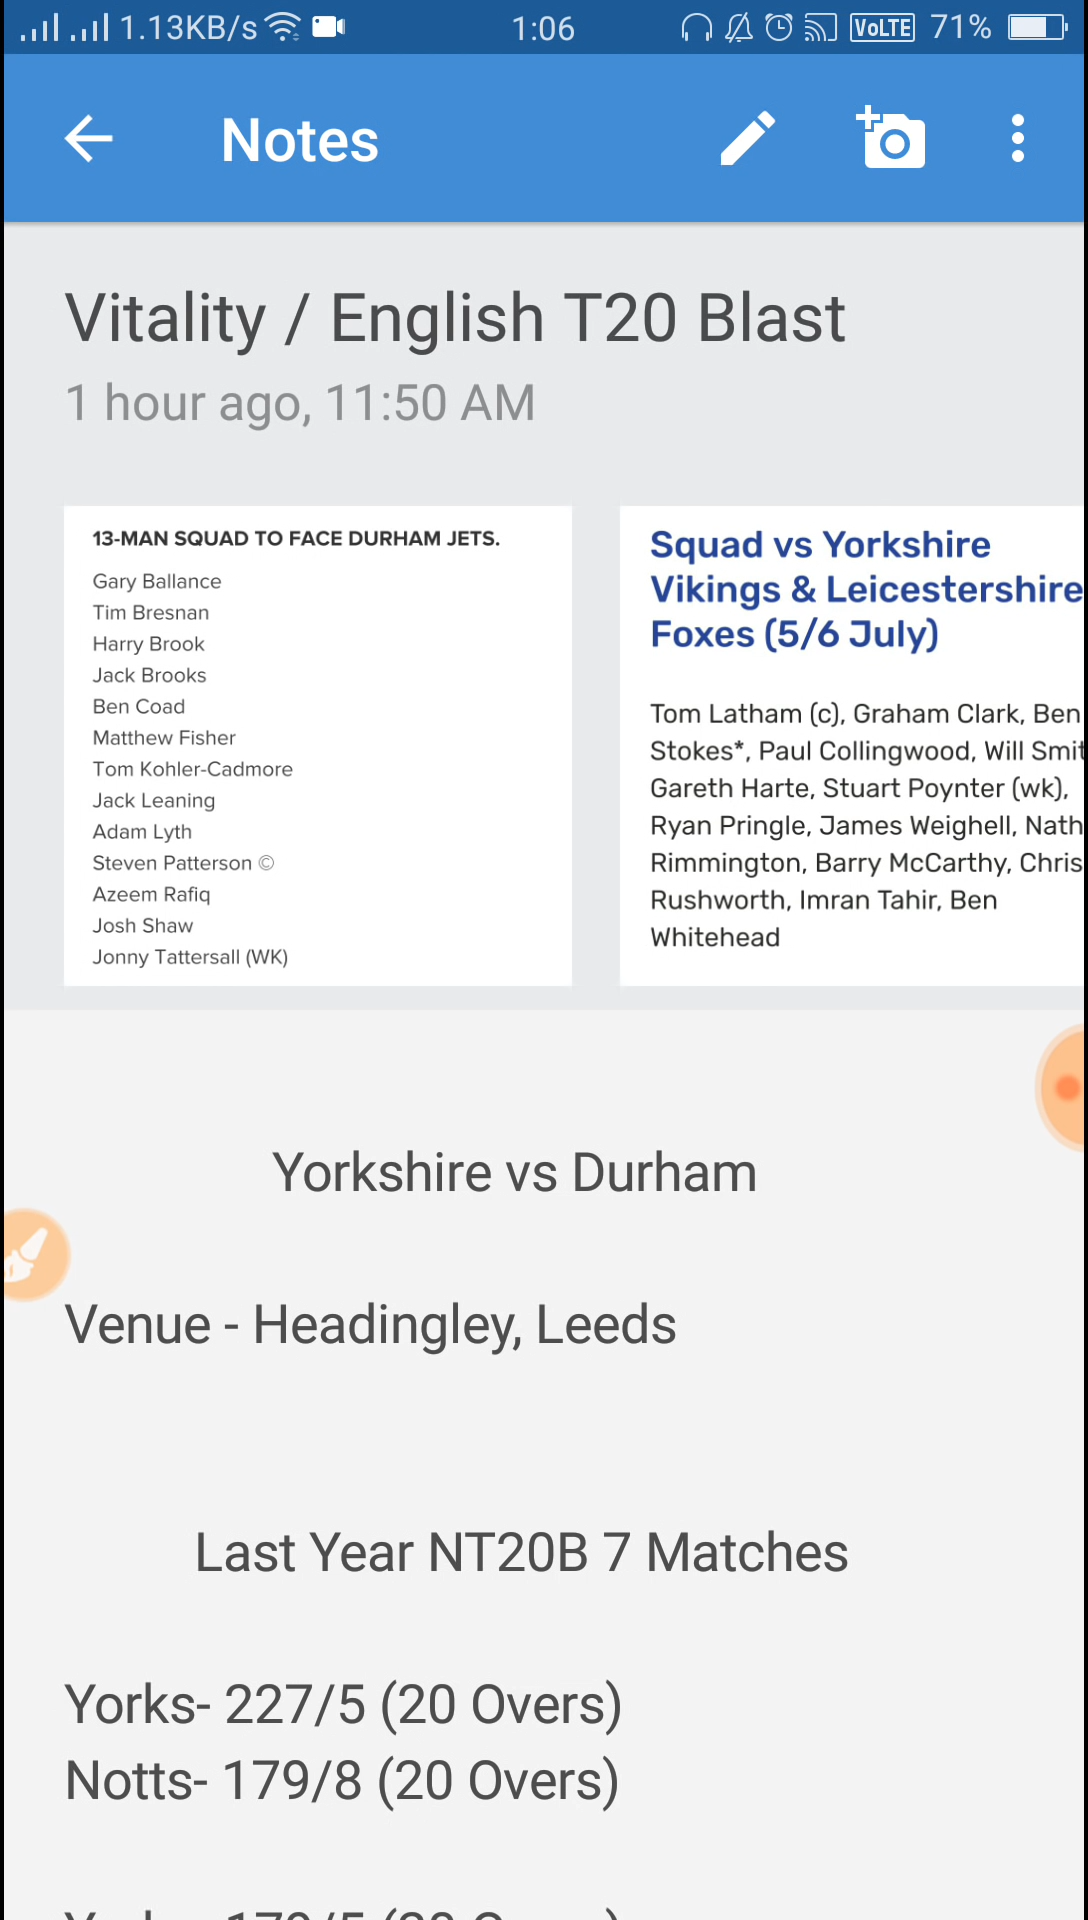 1.13KB/s 1:06 VoLTE 71%
Notes
Vitality / English T20 Blast
1 hour ago, 11:50 AM
13-MAN SQUAD TO FACE DURHAM JETS.
Gary Ballance
Tim Bresnan
Harry Brook
Jack Brooks
Ben Coad
Matthew Fisher
Tom Kohler-Cadmore
Jack Leaning
Adam Lyth
Steven Patterson ©
Azeem Rafiq
Josh Shaw
Jonny Tattersall (WK)
Squad vs Yorkshire
Vikings & Leicestershire
Foxes (5/6 July)
Tom Latham (c), Graham Clark, Ben
Stokes*, Paul Collingwood, Will Smit
Gareth Harte, Stuart Poynter (wk),
Ryan Pringle, James Weighell, Nath
Rimmington, Barry McCarthy, Chris
Rushworth, Imran Tahir, Ben
Whitehead
Yorkshire vs Durham
Venue - Headingley, Leeds
Last Year NT20B 7 Matches
Yorks- 227/5 (20 Overs)
Notts- 179/8 (20 Overs)